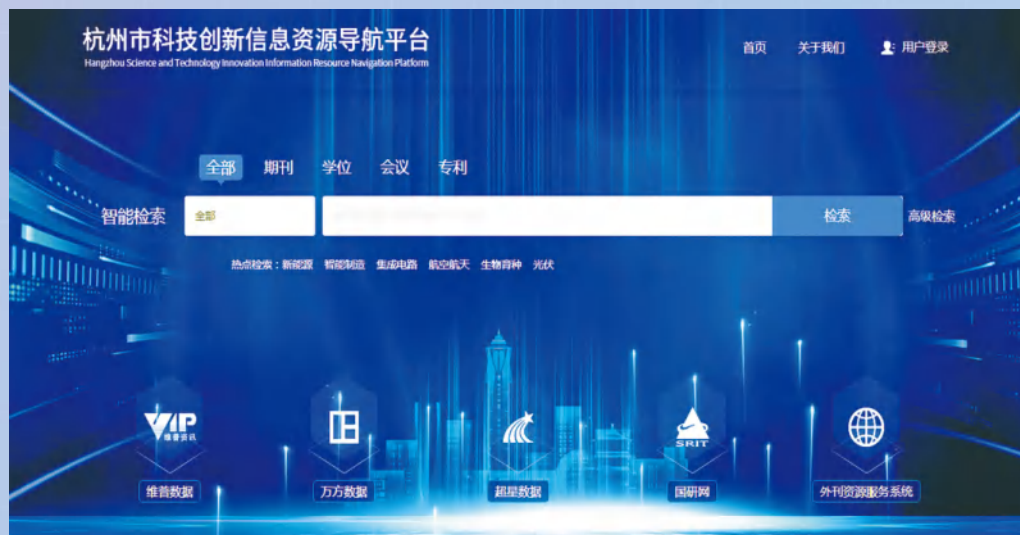 杭州市科技创新信息资源导航平台
Hangzhou Science and Technology Innovation Information Resource Navigation Platform
首页 关于我们 用户登录
全部 期刊 学位 会议 专利
智能检索 全部 检索 高级检索
热点检索：新能源 智能制造 集成电路 航空航天 生物育种 光伏
VIP
维普资讯
SRIT
维普数据 万方数据 超星数据 国研网 外刊资源服务系统